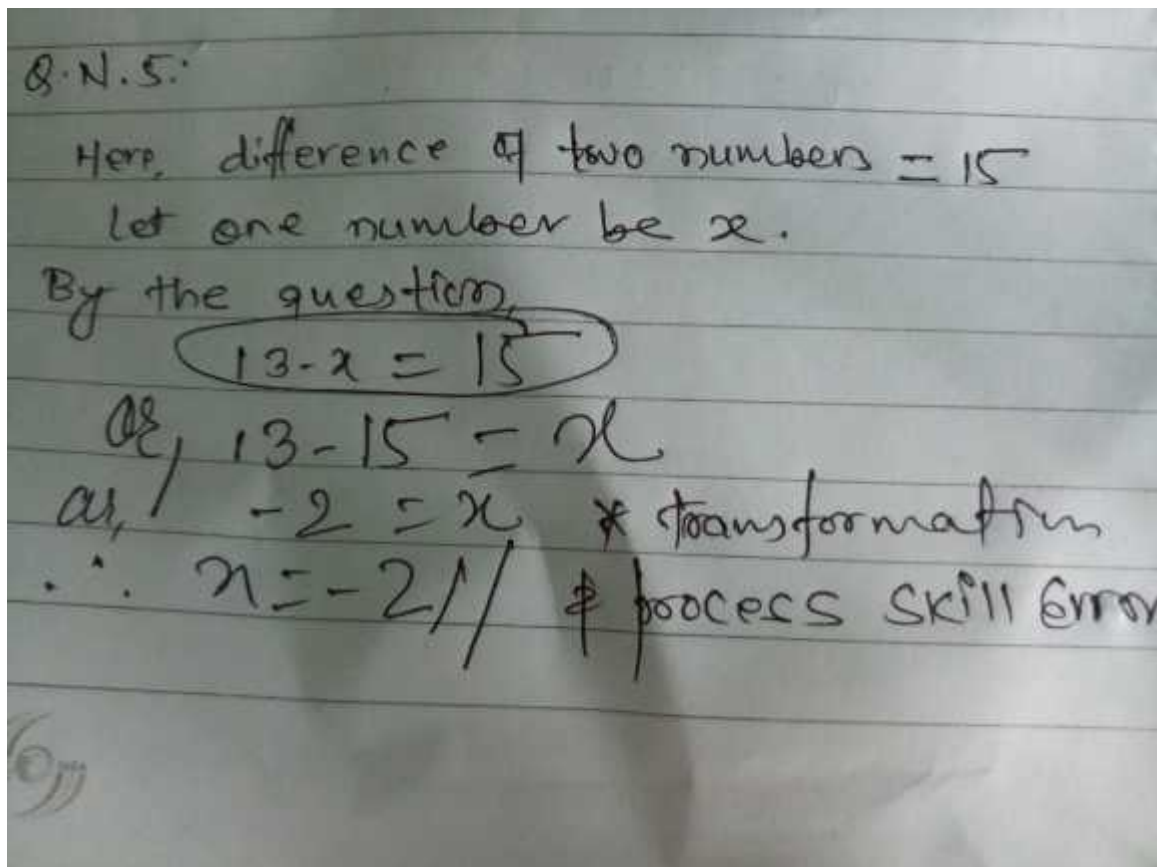 Q.N.5:
Here, difference of two numbers = 15
let one number be x.
By the question,
13-x = 15
or, 13-15 = x
or, -2 = x * transformation
∴ x = -2// & process skill Error